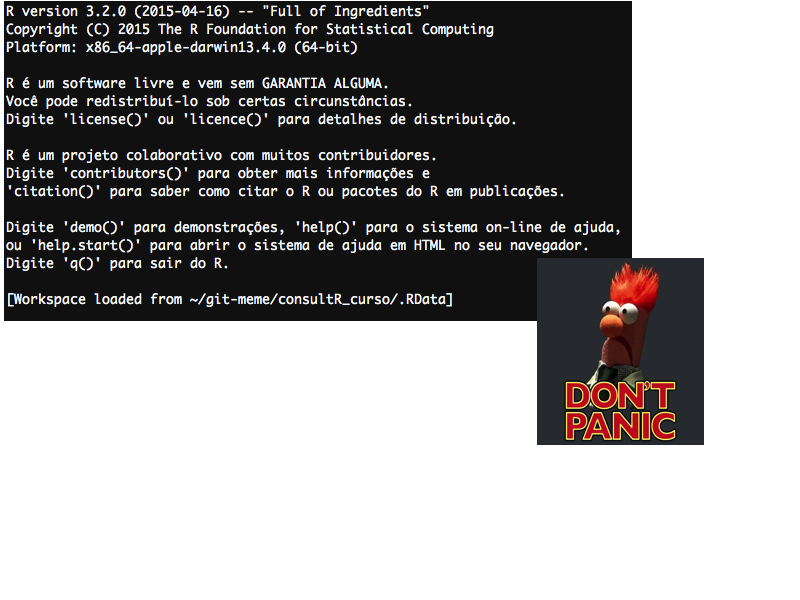 R version 3.2.0 (2015-04-16) -- "Full of Ingredients"
Copyright (C) 2015 The R Foundation for Statistical Computing
Platform: x86_64-apple-darwin13.4.0 (64-bit)
R é um software livre e vem sem GARANTIA ALGUMA.
Você pode redistribuí-lo sob certas circunstâncias.
Digite 'license()' ou 'licence()' para detalhes de distribuição.
R é um projeto colaborativo com muitos contribuidores.
Digite 'contributors()' para obter mais informações e
'citation()' para saber como citar o R ou pacotes do R em publicações.
Digite 'demo()' para demonstrações, 'help()' para o sistema on-line de ajuda,
ou 'help.start()' para abrir o sistema de ajuda em HTML no seu navegador.
Digite 'q()' para sair do R.
[Workspace loaded from ~/git-meme/consultR_curso/.RData]
DON'T
PANIC